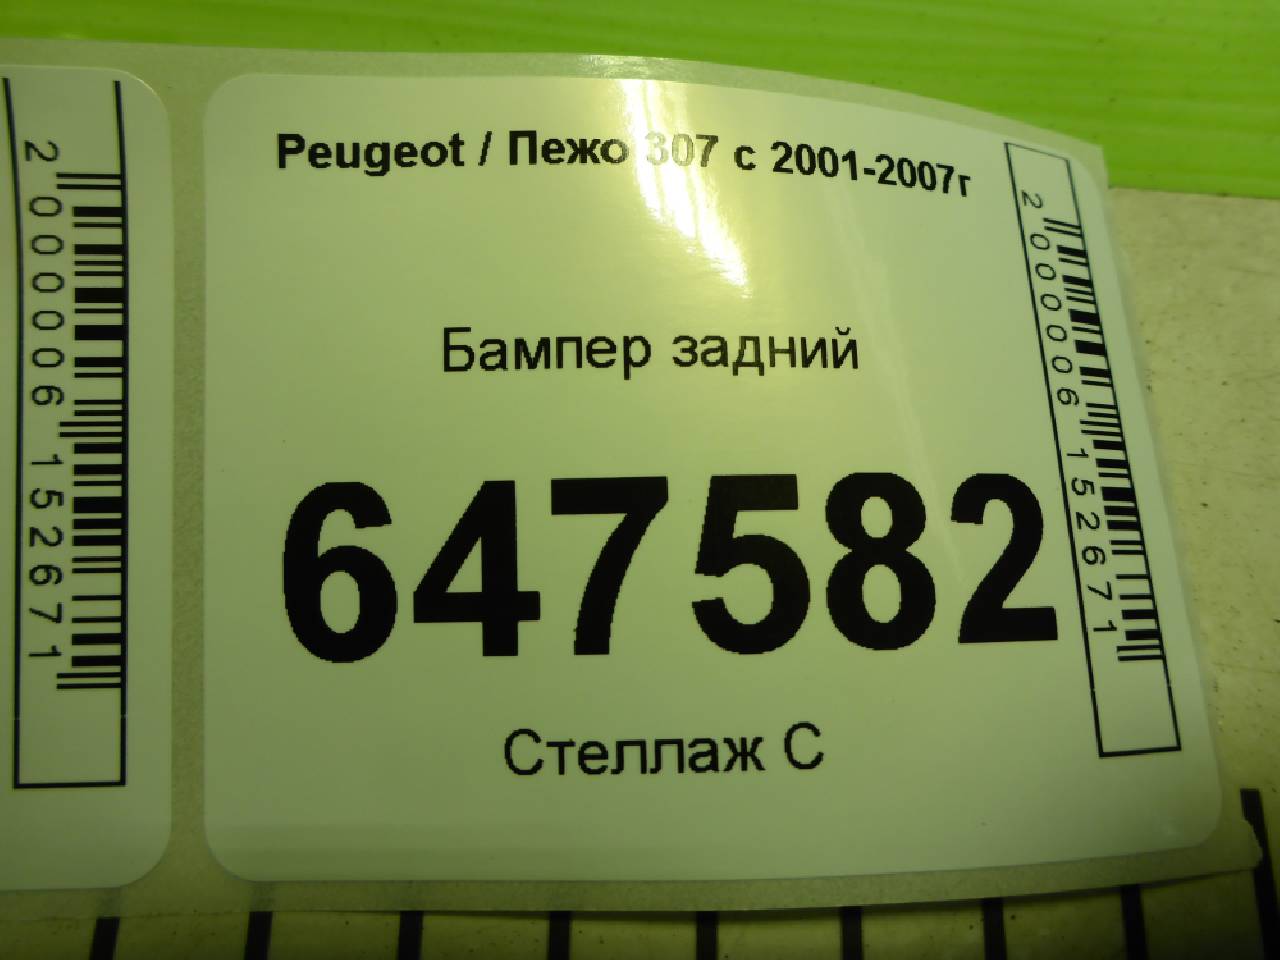 2000006152671
Peugeot / Пежо 307 с 2001-2007г
Бампер задний
647582
Стеллаж С
2000006152671